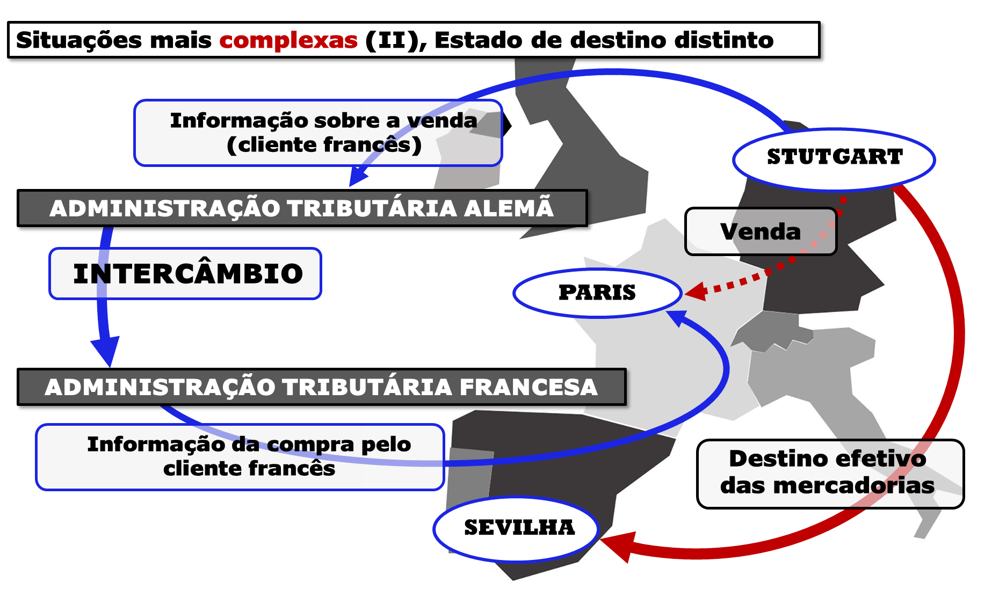 Situações mais complexas (II), Estado de destino distinto
Informação sobre a venda
(cliente francês)
STUTGART
ADMINISTRAÇÃO TRIBUTÁRIA ALEMÃ
Venda
INTERCÂMBIO
PARIS
ADMINISTRAÇÃO TRIBUTÁRIA FRANCESA
Informação da compra pelo
cliente francês
Destino efetivo
das mercadorias
SEVILHA